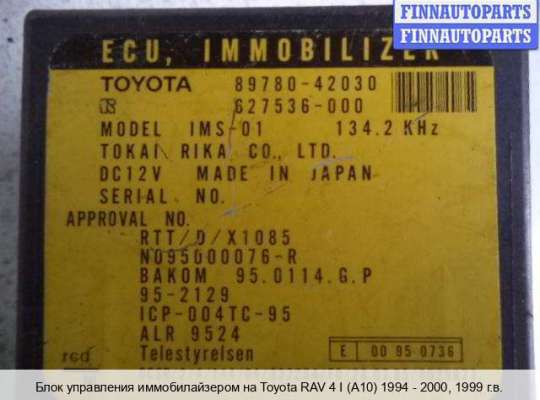 FINNAUTOPARTS
FINNAUTOPARTS
ECU, IMMOBILIZER
TOYOTA 89780-42030
627536-000
MODEL IMS-01 134.2 KHz
TOKAI RIKA CO., LTD.
DC12V MADE IN JAPAN
SERIAL NO.
APPROVAL NO.
RTT/D/X1085
NO95000076-R
BAKOM 95.0114.G.P
95-2129
ICP-004TC-95
ALR 9524
Telestyrelsen
E 00 95 0736
Блок управления иммобилайзером на Toyota RAV 4 I (A10) 1994 - 2000, 1999 г.в.